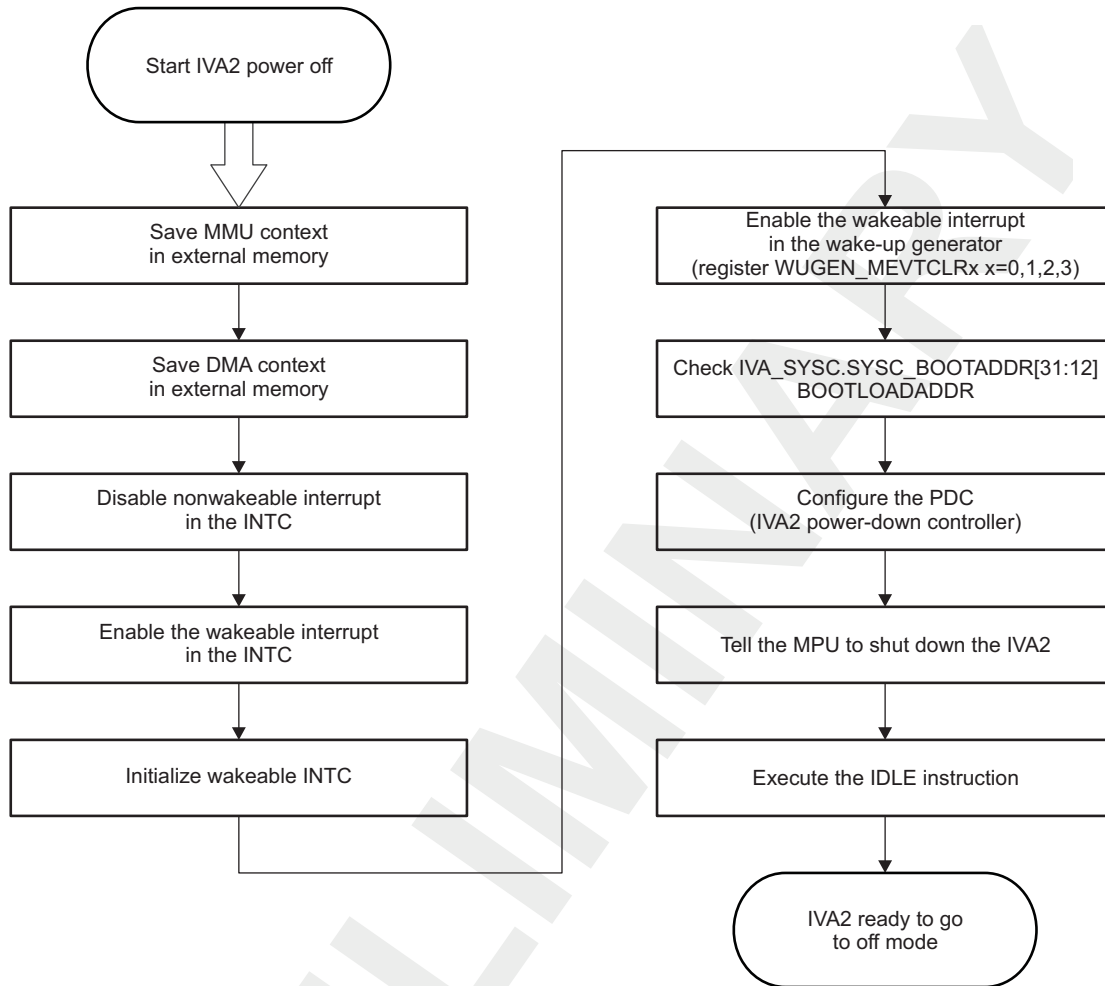 Start IVA2 power off
Save MMU context
in external memory
Save DMA context
in external memory
Disable nonwakeable interrupt
in the INTC
Enable the wakeable interrupt
in the INTC
Initialize wakeable INTC
Enable the wakeable interrupt
in the wake-up generator
(register WUGEN_MEVTCLRx x=0,1,2,3)
Check IVA_SYSC.SYSC_BOOTADDR[31:12]
BOOTLOADADDR
Configure the PDC
(IVA2 power-down controller)
Tell the MPU to shut down the IVA2
Execute the IDLE instruction
IVA2 ready to go
to off mode
LIMINARY